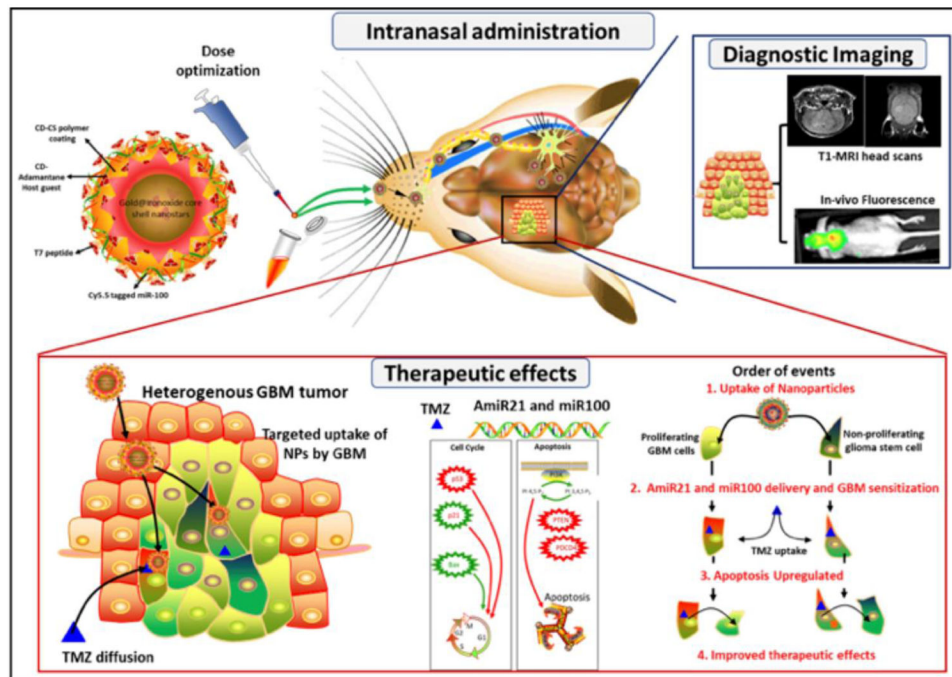 Intranasal administration
Dose
optimization
CD-CS polymer
coating
CD-
Adamantane
Host guest
Gold@ironoxide core
shell nanostars
T7 peptide
Cy5.5 tagged miR-100
Diagnostic Imaging
T1-MRI head scans
In-vivo Fluorescence
Therapeutic effects
Heterogenous GBM tumor
Targeted uptake of
NPs by GBM
TMZ diffusion
TMZ
AmiR21 and miR100
Cell Cycle
Apoptosis
p21
Bax
M
G2
G1
S
PTEN
PDCD4
Apoptosis
Order of events
1. Uptake of Nanoparticles
Proliferating
GBM cells
Non-proliferating
glioma stem cell
2. AmiR21 and miR100 delivery and GBM sensitization
TMZ uptake
3. Apoptosis Upregulated
4. Improved therapeutic effects